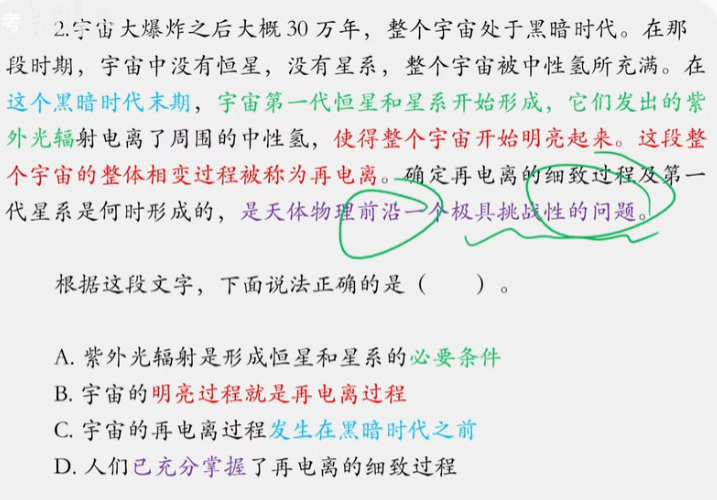 2.宇宙大爆炸之后大概 30 万年，整个宇宙处于黑暗时代。在那
段时期，宇宙中没有恒星，没有星系，整个宇宙被中性氢所充满。在
这个黑暗时代末期，宇宙第一代恒星和星系开始形成，它们发出的紫
外光辐射电离了周围的中性氢，使得整个宇宙开始明亮起来。这段整
个宇宙的整体相变过程被称为再电离。确定再电离的细致过程及第一
代星系是何时形成的，是天体物理前沿一个极具挑战性的问题。
根据这段文字，下面说法正确的是（　　）。
A. 紫外光辐射是形成恒星和星系的必要条件
B. 宇宙的明亮过程就是再电离过程
C. 宇宙的再电离过程发生在黑暗时代之前
D. 人们已充分掌握了再电离的细致过程